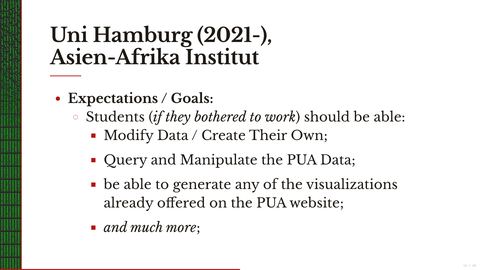 Uni Hamburg (2021-),
Asien-Afrika Institut
Expectations / Goals:
Students (if they bothered to work) should be able:
Modify Data / Create Their Own;
Query and Manipulate the PUA Data;
be able to generate any of the visualizations
already offered on the PUA website;
and much more;